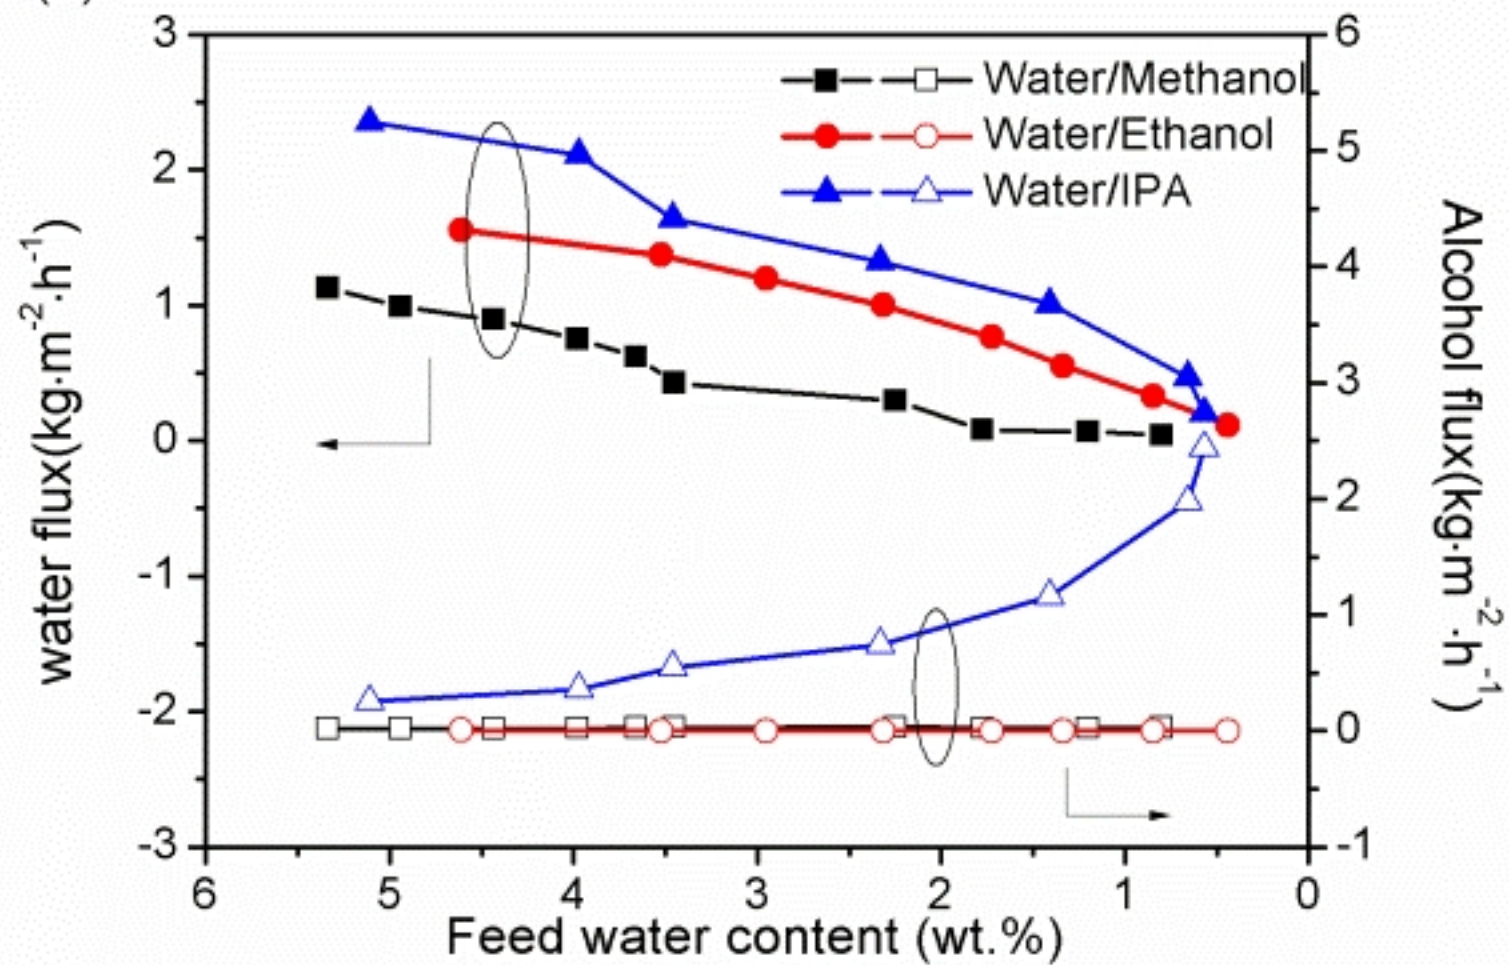 3
2
1
0
-1
-2
-3
water flux(kg·m⁻²·h⁻¹)
Water/Methanol
Water/Ethanol
Water/IPA
6
5
4
3
2
1
0
-1
Alcohol flux(kg·m⁻²·h⁻¹)
6 5 4 3 2 1 0
Feed water content (wt.%)